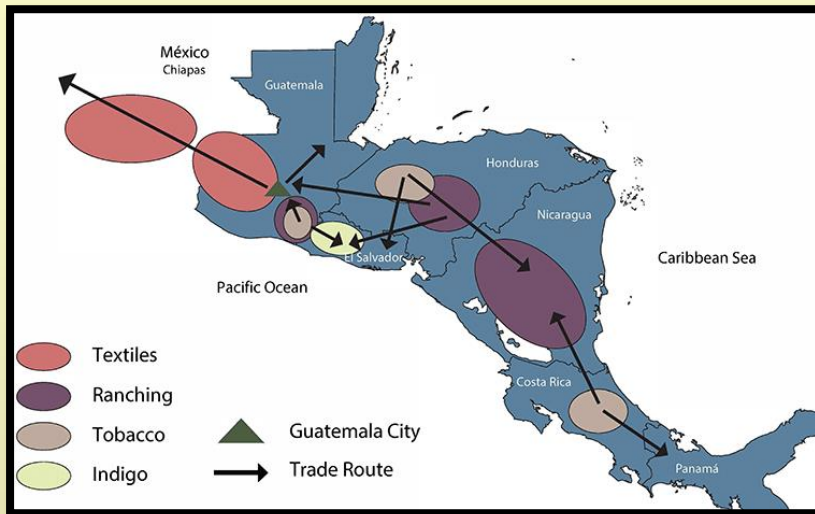 México
Chiapas
Guatemala
Honduras
Nicaragua
El Salvador
Caribbean Sea
Pacific Ocean
Costa Rica
Panamá
Textiles
Ranching
Tobacco
Indigo
Guatemala City
Trade Route